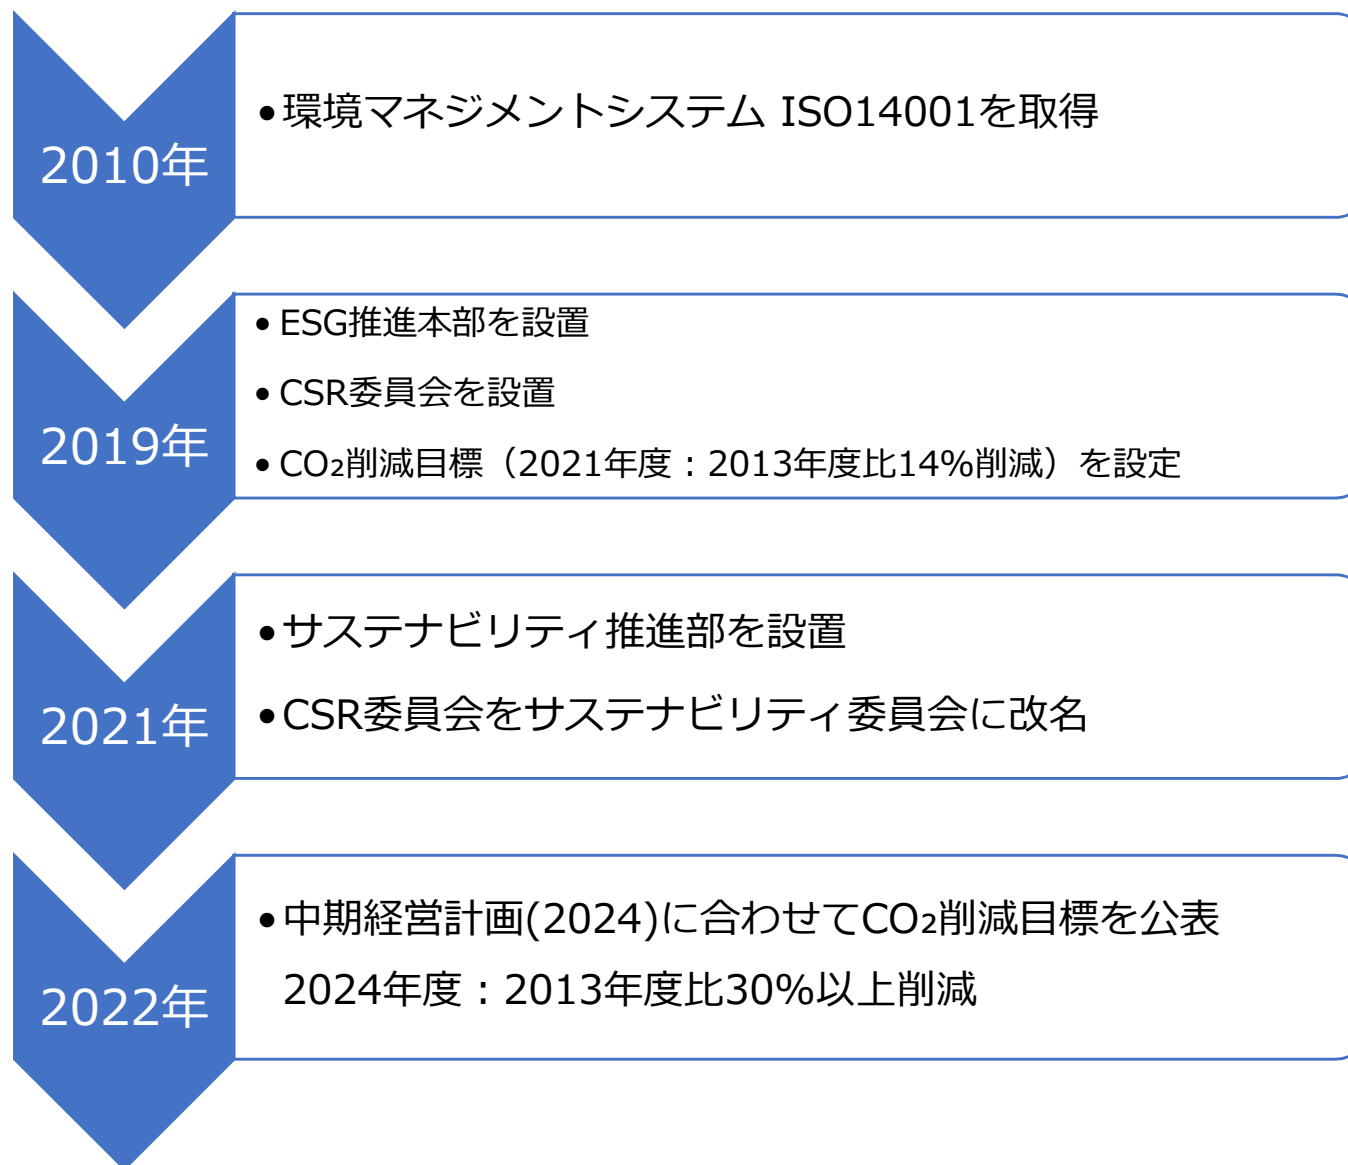 2010年
•環境マネジメントシステム ISO14001を取得
2019年
•ESG推進本部を設置
•CSR委員会を設置
•CO₂削減目標（2021年度：2013年度比14%削減）を設定
2021年
•サステナビリティ推進部を設置
•CSR委員会をサステナビリティ委員会に改名
2022年
•中期経営計画(2024)に合わせてCO₂削減目標を公表
2024年度：2013年度比30%以上削減